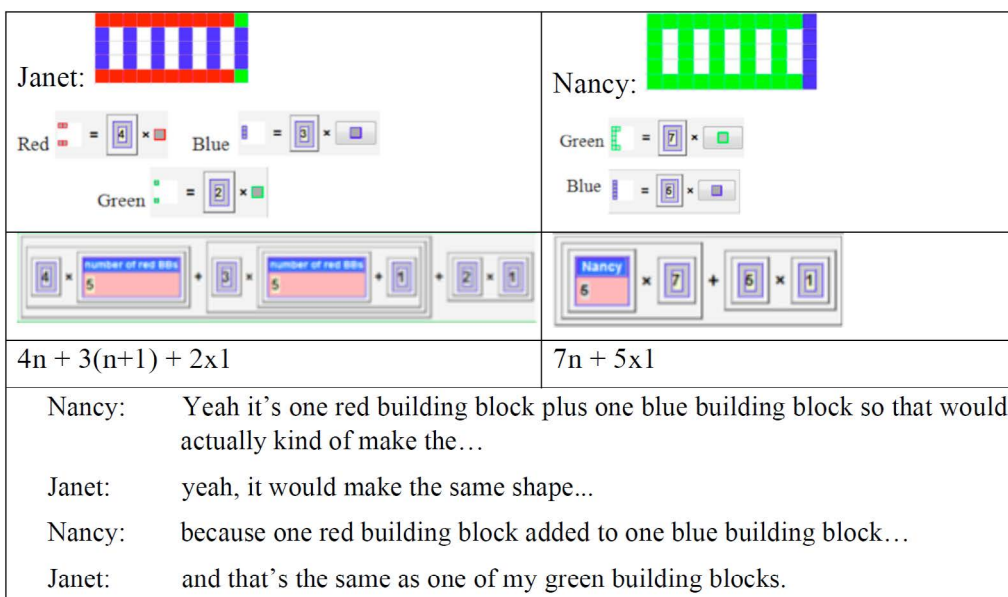 Janet:
Red = 4 ×
Blue = 3 ×
Green = 2 ×
Nancy:
Green = 7 ×
Blue = 5 ×
number of red BBs
number of red BBs
4 × 5 + 3 × 5 + 1 + 2 × 1
Nancy
5 × 7 + 5 × 1
4n + 3(n+1) + 2x1
7n + 5x1
Nancy: Yeah it’s one red building block plus one blue building block so that would
actually kind of make the…
Janet: yeah, it would make the same shape...
Nancy: because one red building block added to one blue building block…
Janet: and that’s the same as one of my green building blocks.